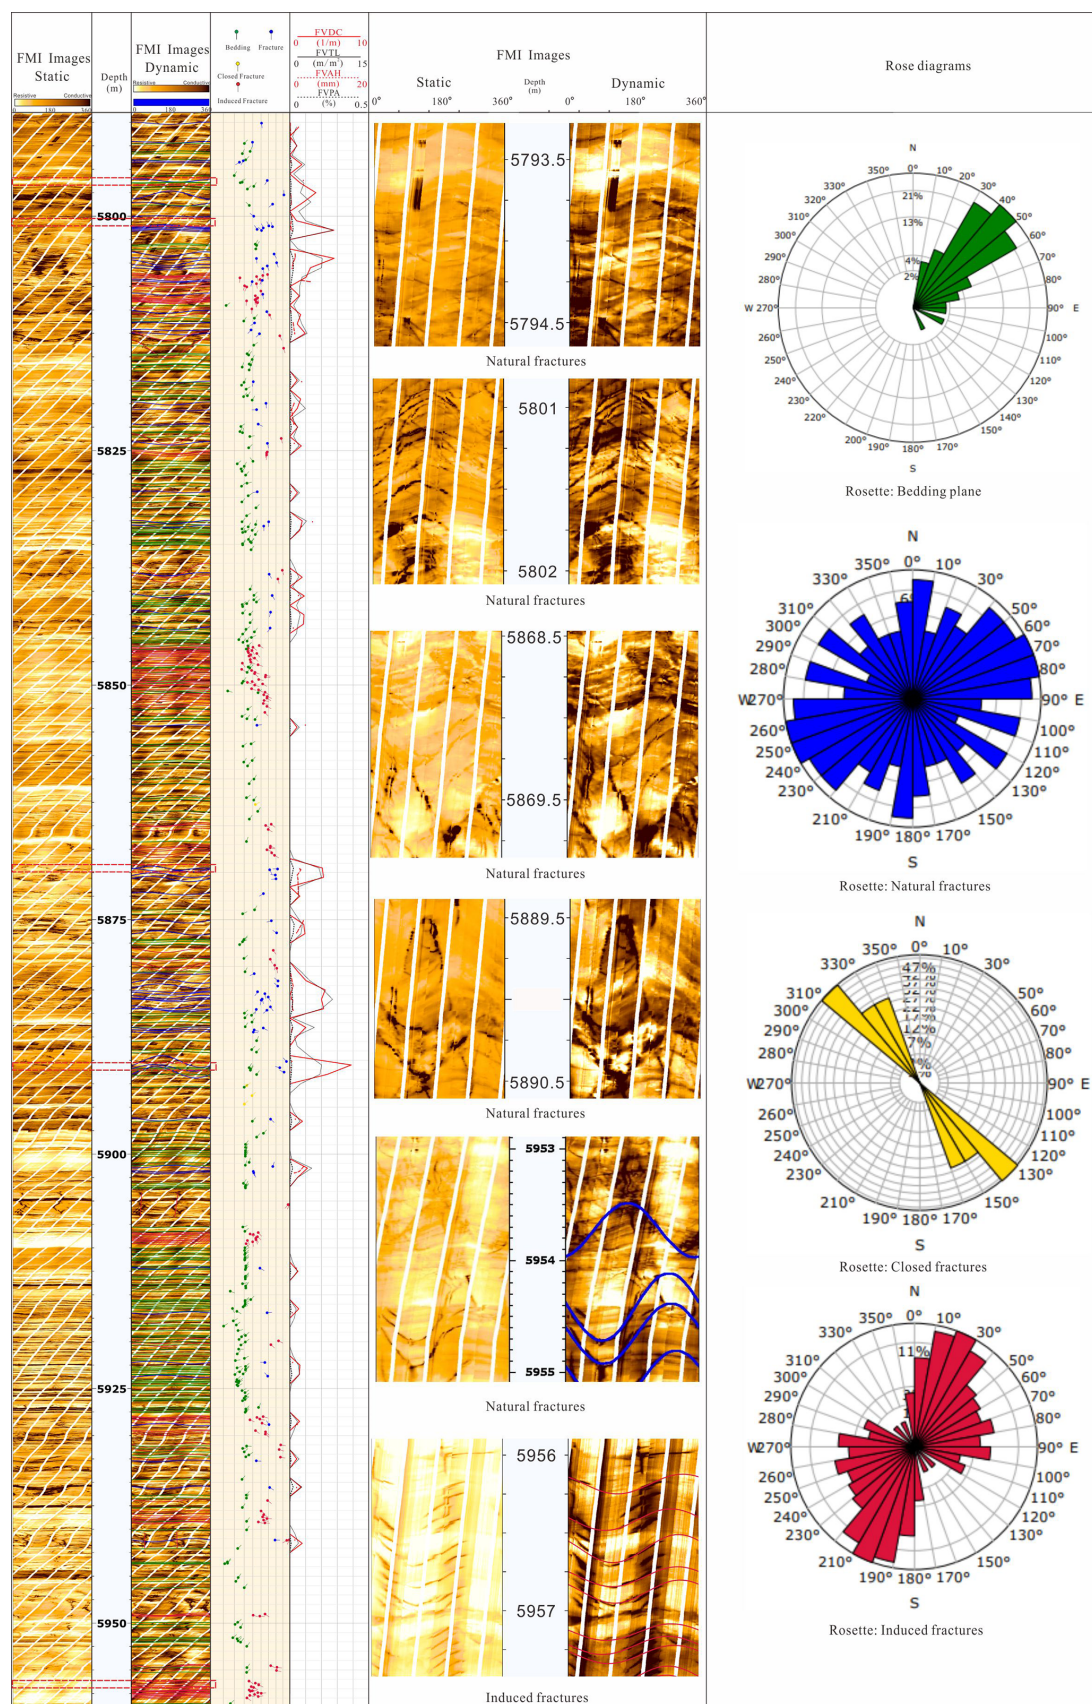 FMI Images
Static
Resistive Conductive
0 180 360
Depth
(m)
FMI Images
Dynamic
Resistive Conductive
0 180 360
Bedding Fracture
Closed Fracture
Induced Fracture
FVDC
0 (1/m) 10
FVTL
0 (m/m²) 15
FVAH
0 (mm) 20
FVPA
0 (%) 0.5
FMI Images
Static Depth (m) Dynamic
0° 180° 360° 0° 180° 360°
Rose diagrams
5800
5825
5850
5875
5900
5925
5950
5793.5
5794.5
Natural fractures
5801
5802
Natural fractures
5868.5
5869.5
Natural fractures
5889.5
5890.5
Natural fractures
5953
5954
5955
Natural fractures
5956
5957
Induced fractures
N
0°
350° 10°
340° 20°
330° 30°
320° 40°
310° 50°
300° 60°
290° 70°
280° 80°
W 270° 90° E
260° 100°
250° 110°
240° 120°
230° 130°
220° 140°
150°
200° 190° 180° 170°
S
21%
13%
4%
2%
Rosette: Bedding plane
N
350° 0° 10°
330° 30°
310° 50°
300° 60°
290° 70°
280° 80°
W270° 90° E
260° 100°
250° 110°
240° 120°
230° 130°
210° 150°
190° 180° 170°
S
Rosette: Natural fractures
N
350° 0° 10°
330° 30°
310° 50°
300° 60°
290° 70°
280° 80°
W270° 90° E
260° 100°
250° 110°
240° 120°
230° 130°
210° 150°
190° 180° 170°
S
47%
12%
7%
Rosette: Closed fractures
N
350° 0° 10°
330° 30°
310° 50°
300° 70°
290° 80°
280°
W270° 90° E
260° 100°
250° 110°
240° 120°
230° 130°
210° 150°
190° 180° 170°
S
11%
Rosette: Induced fractures